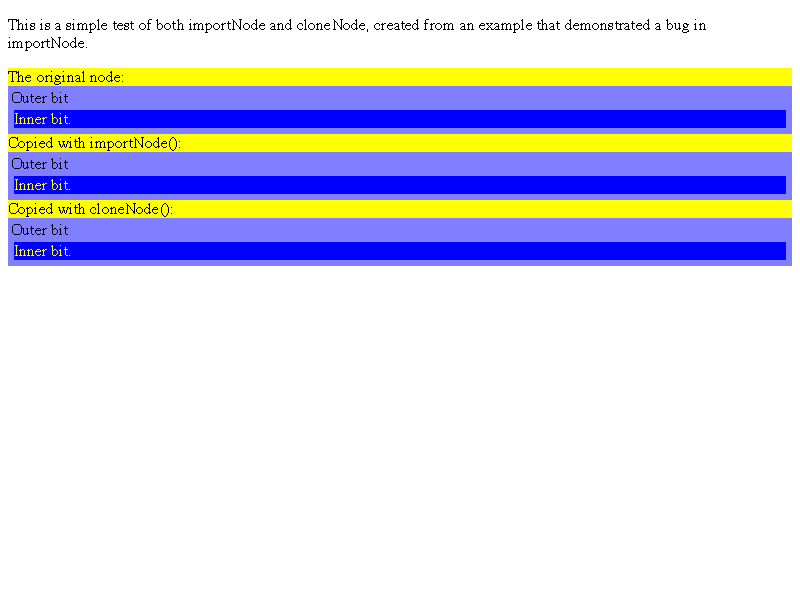 This is a simple test of both importNode and cloneNode, created from an example that demonstrated a bug in
importNode.
The original node:
Outer bit
Inner bit.
Copied with importNode():
Outer bit
Inner bit.
Copied with cloneNode():
Outer bit
Inner bit.